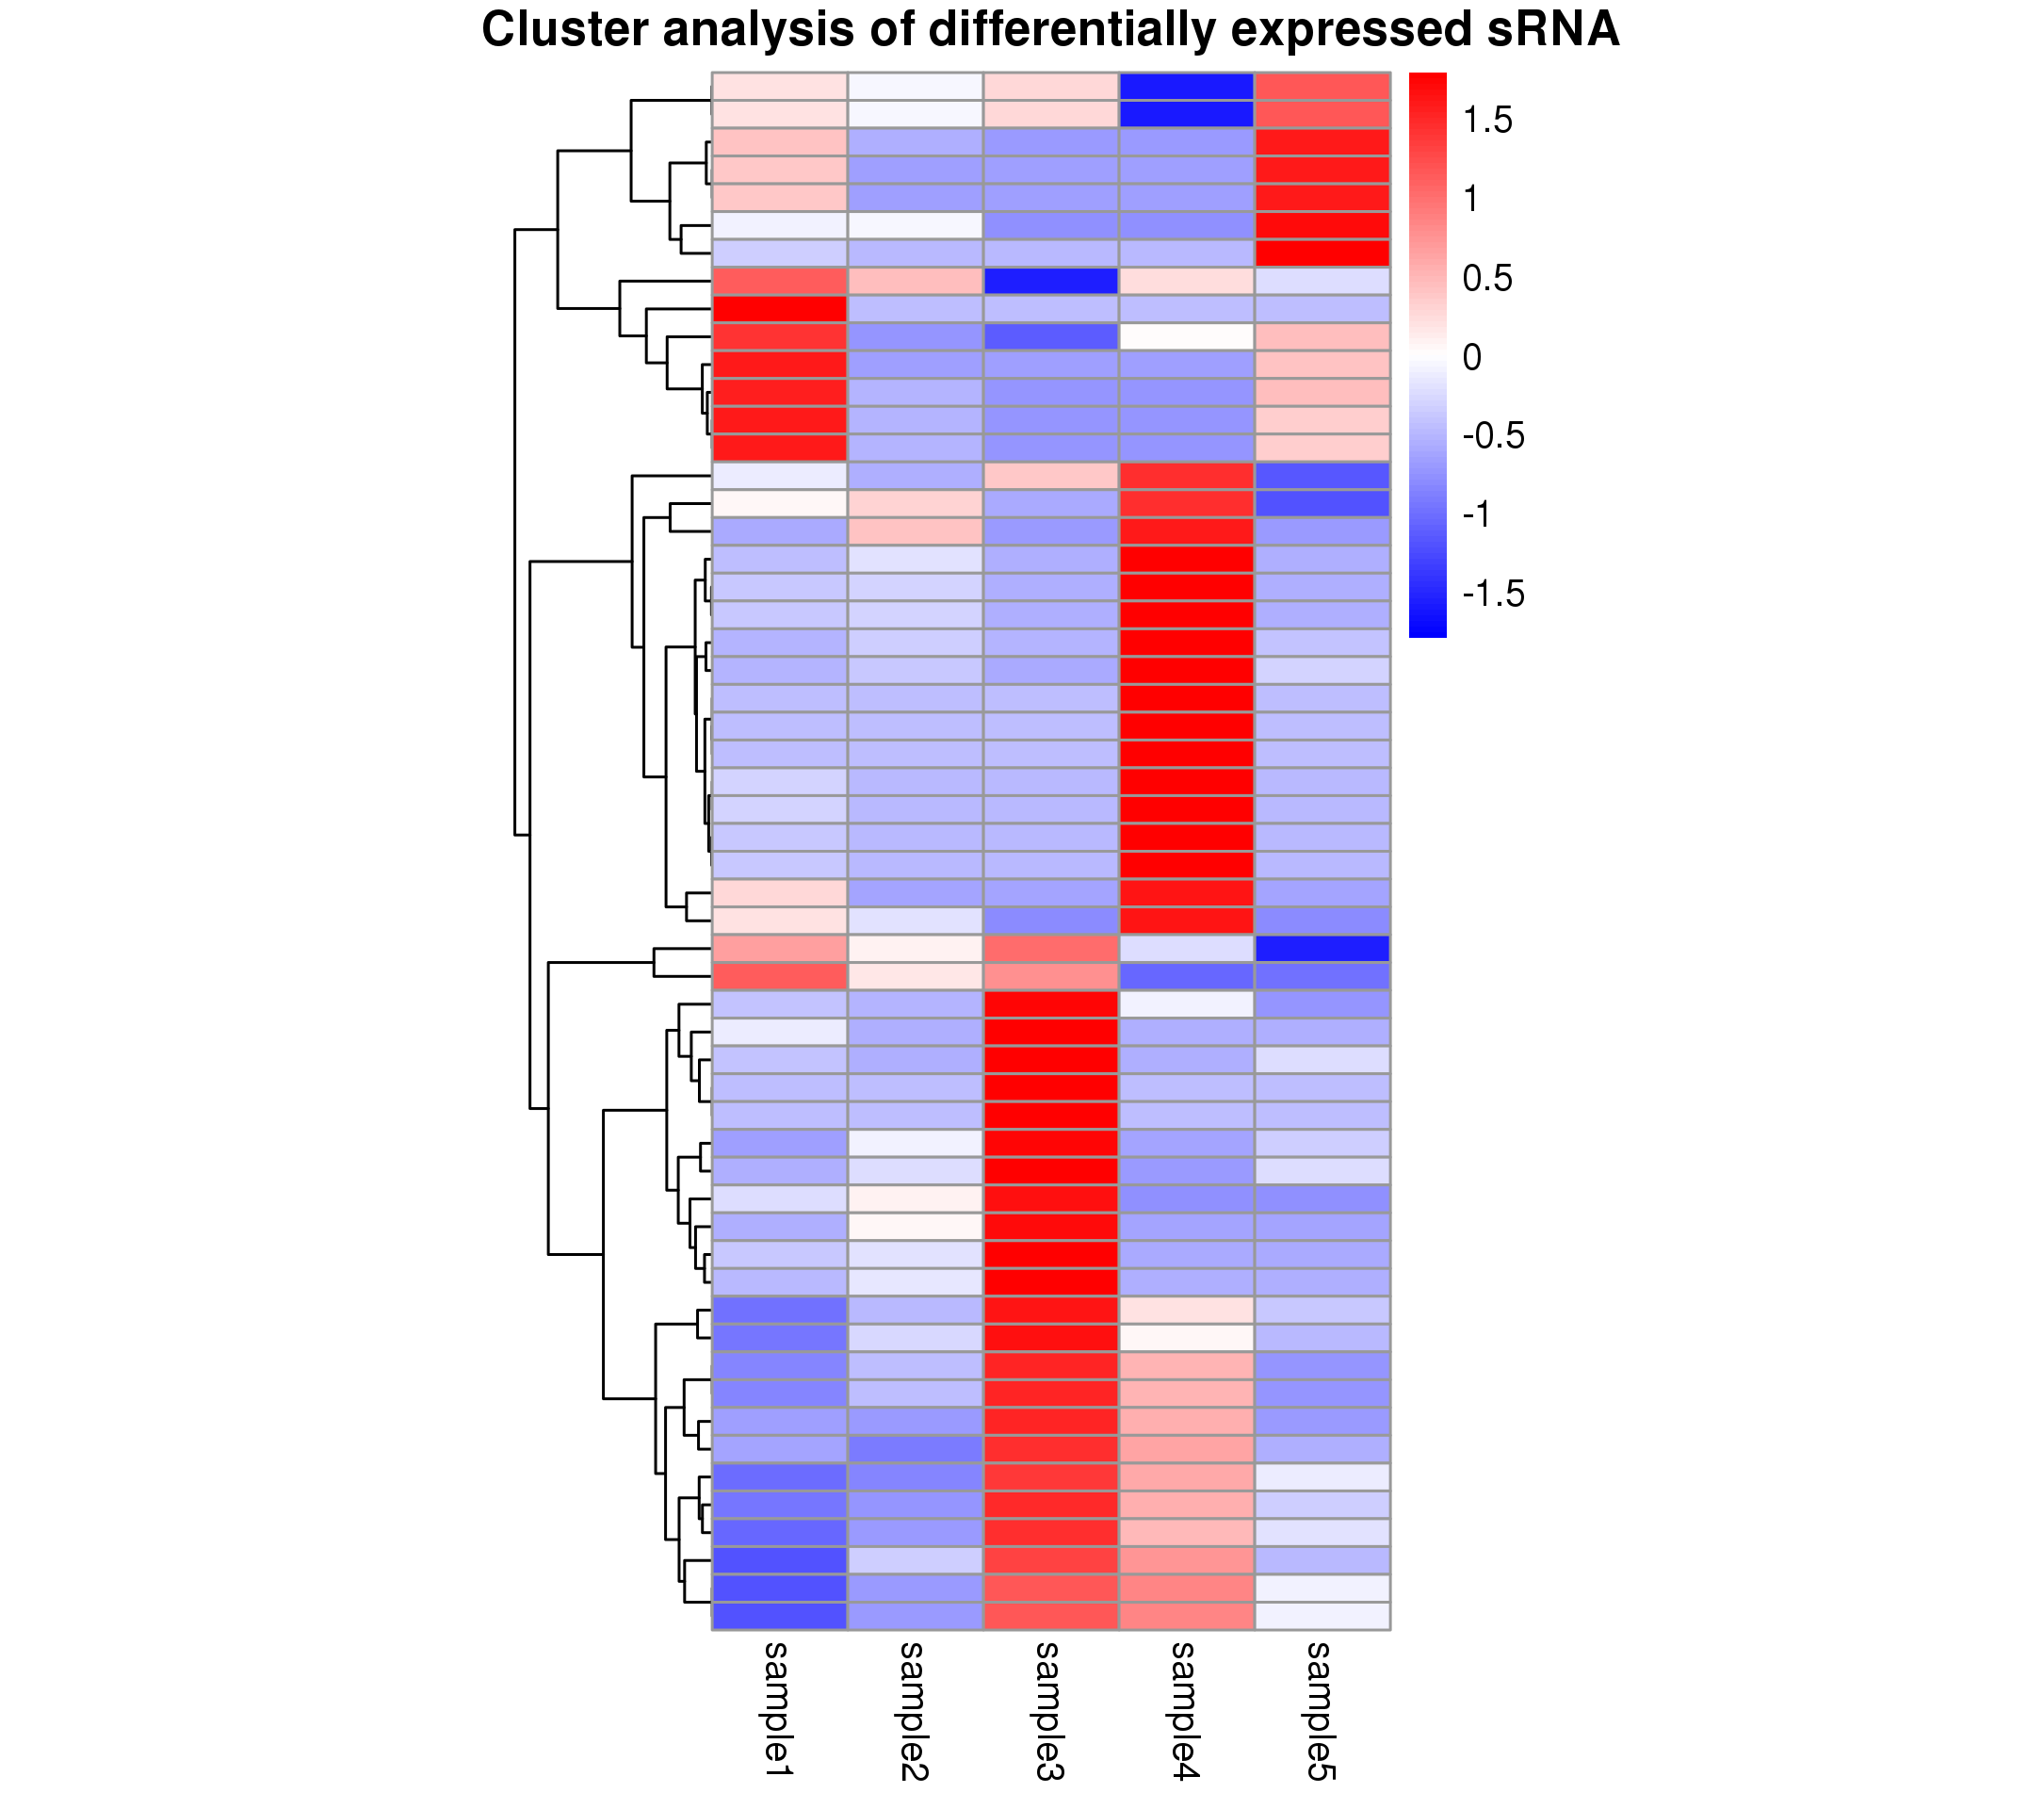 Cluster analysis of differentially expressed sRNA
1.5
1
0.5
0
-0.5
-1
-1.5
sample1
sample2
sample3
sample4
sample5